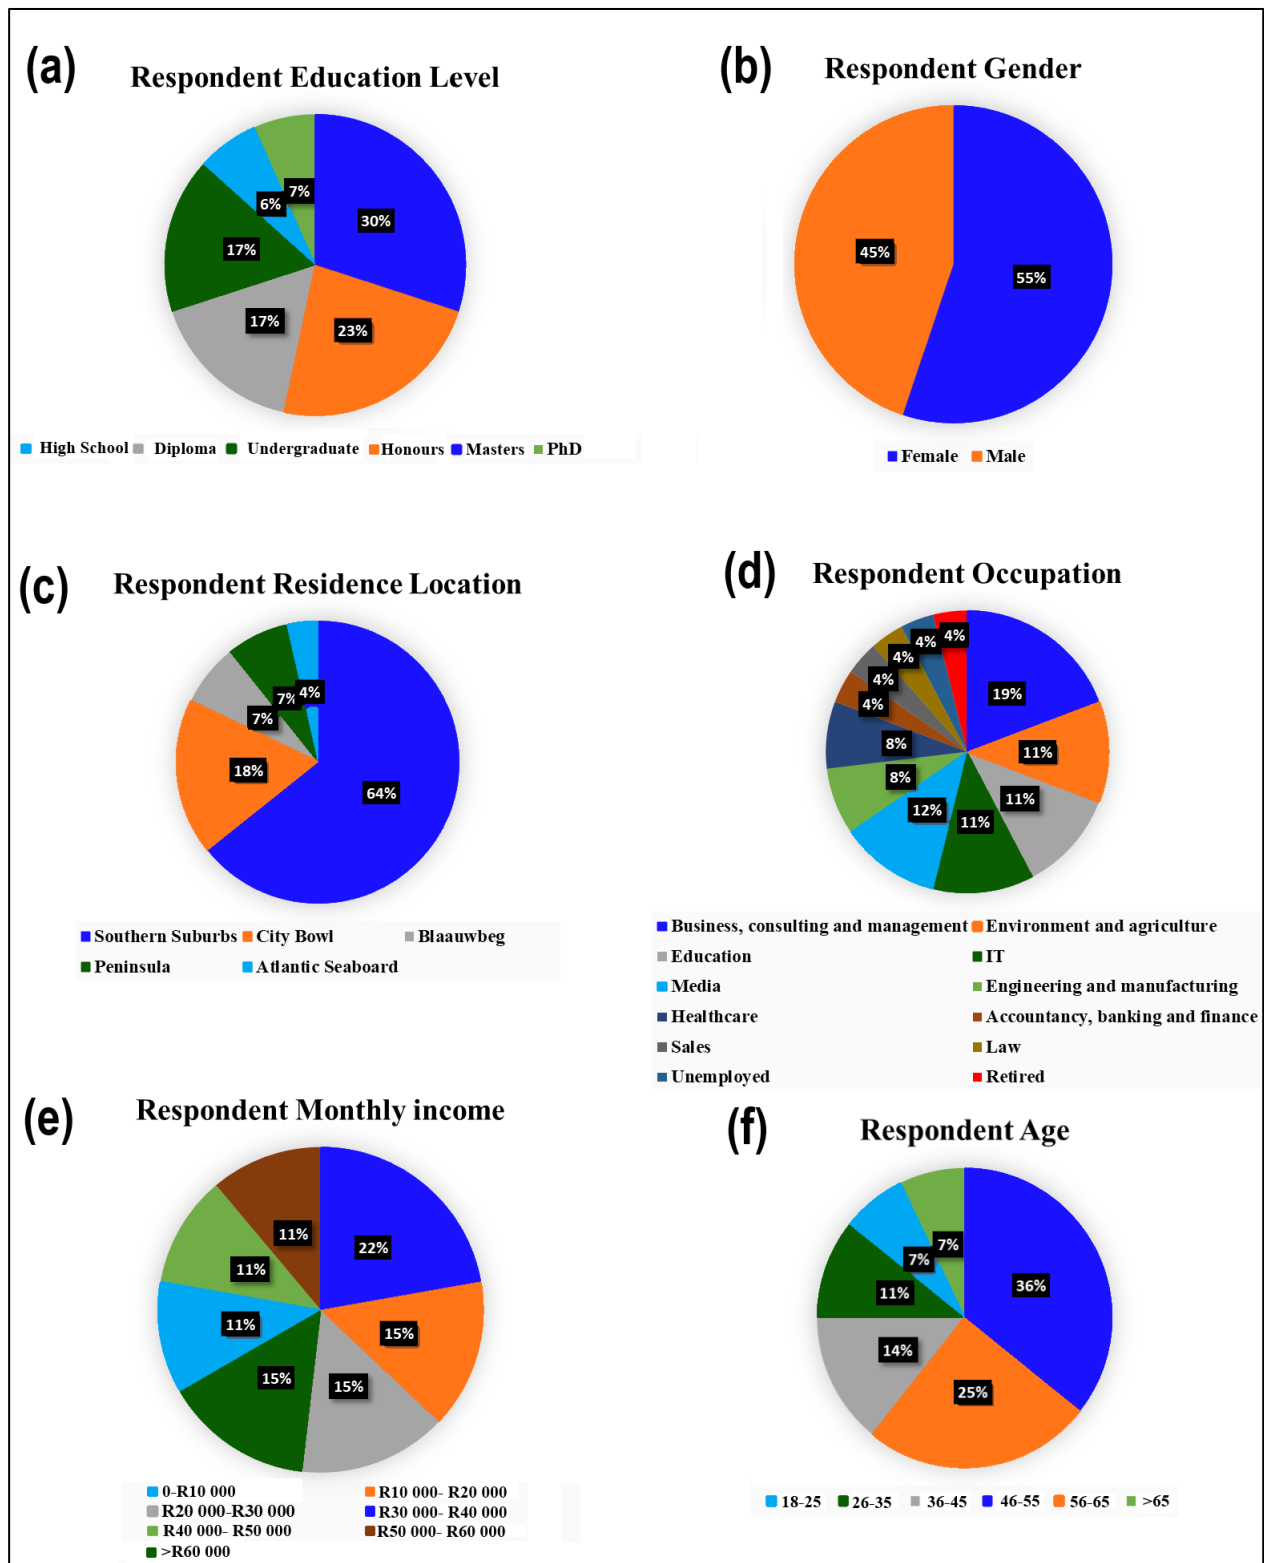 (a)
Respondent Education Level
7%
6%
30%
17%
17%
23%
High School Diploma Undergraduate Honours Masters PhD
(b)
Respondent Gender
45%
55%
Female Male
(c)
Respondent Residence Location
4%
7%
7%
18%
64%
Southern Suburbs City Bowl Blaauwbeg
Peninsula Atlantic Seaboard
(d)
Respondent Occupation
4%
4%
4%
4%
4%
19%
8%
11%
8%
11%
12%
11%
Business, consulting and management Environment and agriculture
Education IT
Media Engineering and manufacturing
Healthcare Accountancy, banking and finance
Sales Law
Unemployed Retired
(e)
Respondent Monthly income
11%
22%
11%
11%
15%
15%
15%
0-R10 000 R10 000- R20 000
R20 000-R30 000 R30 000- R40 000
R40 000- R50 000 R50 000- R60 000
>R60 000
(f)
Respondent Age
7%
7%
36%
11%
14%
25%
18-25 26-35 36-45 46-55 56-65 >65